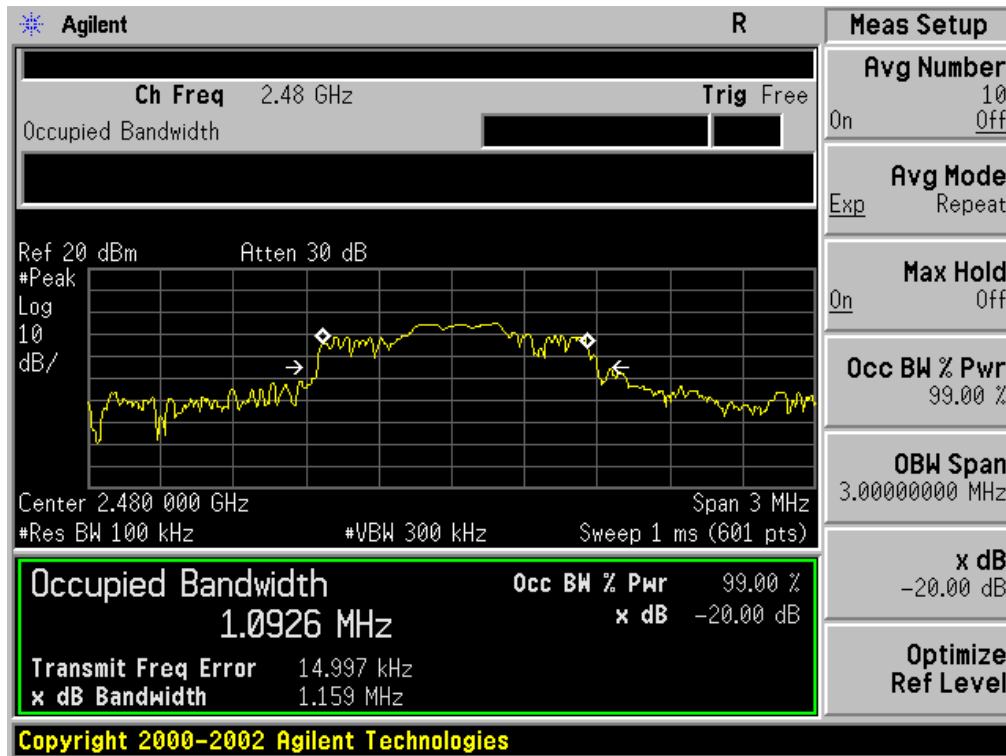 Agilent R
Meas Setup
Ch Freq 2.48 GHz Trig Free
Occupied Bandwidth
Avg Number
10
On Off
Avg Mode
Exp Repeat
Max Hold
On Off
Occ BW % Pwr
99.00 %
OBW Span
3.00000000 MHz
x dB
-20.00 dB
Optimize
Ref Level
Ref 20 dBm Atten 30 dB
#Peak
Log
10
dB/
Center 2.480 000 GHz Span 3 MHz
#Res BW 100 kHz #VBW 300 kHz Sweep 1 ms (601 pts)
Occupied Bandwidth
1.0926 MHz
Occ BW % Pwr 99.00 %
x dB -20.00 dB
Transmit Freq Error 14.997 kHz
x dB Bandwidth 1.159 MHz
Copyright 2000-2002 Agilent Technologies